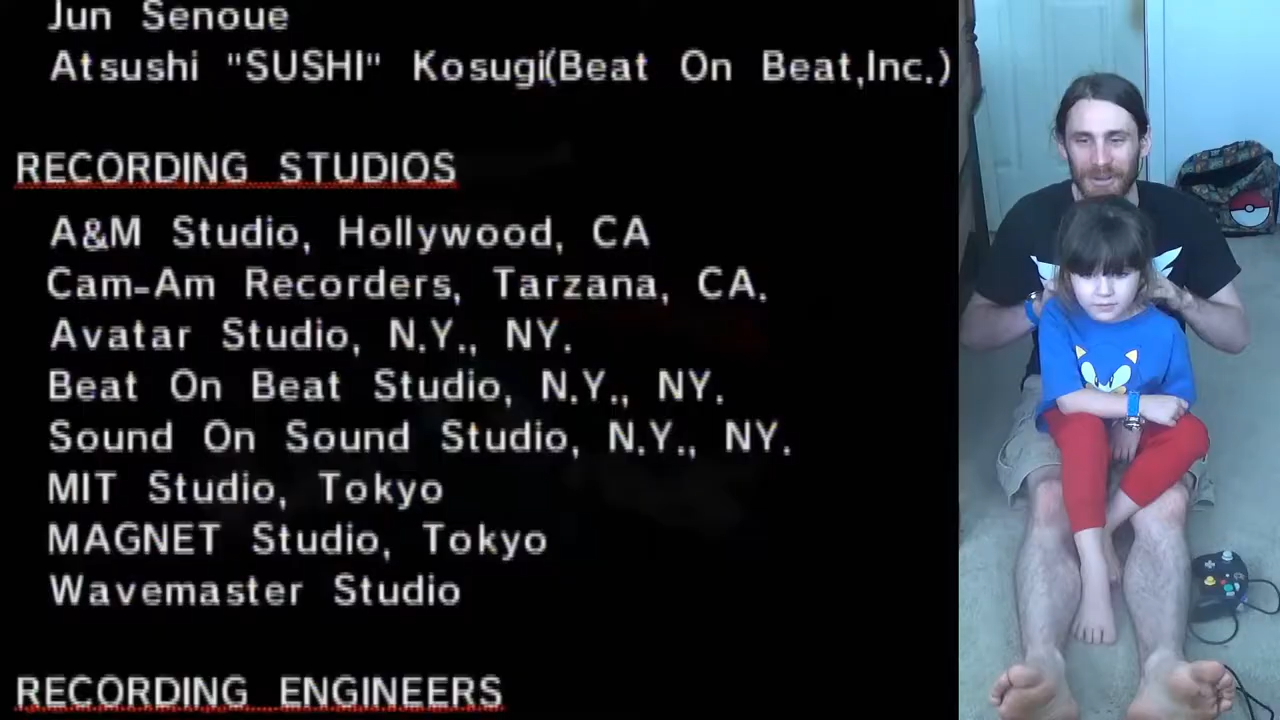 Jun Senoue
Atsushi "SUSHI" Kosugi(Beat On Beat,Inc.)
RECORDING STUDIOS
A&M Studio, Hollywood, CA
Cam-Am Recorders, Tarzana, CA.
Avatar Studio, N.Y., NY.
Beat On Beat Studio, N.Y., NY.
Sound On Sound Studio, N.Y., NY.
MIT Studio, Tokyo
MAGNET Studio, Tokyo
Wavemaster Studio
RECORDING ENGINEERS